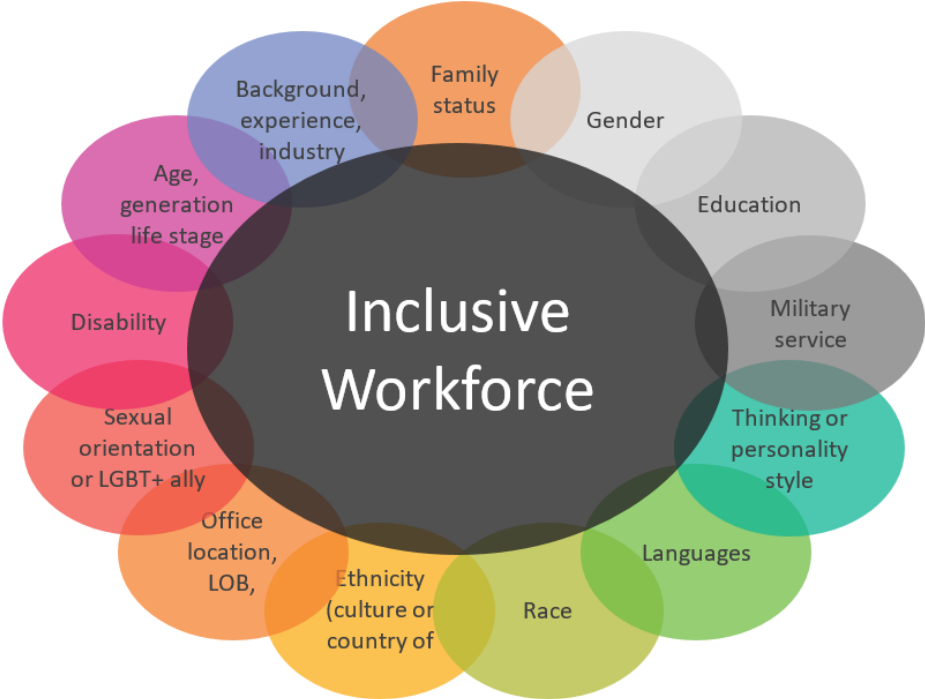 Family
status
Gender
Education
Military
service
Thinking or
personality
style
Languages
Race
Ethnicity
(culture or
country of
Office
location,
LOB,
Sexual
orientation
or LGBT+ ally
Disability
Age,
generation
life stage
Background,
experience,
industry
Inclusive
Workforce